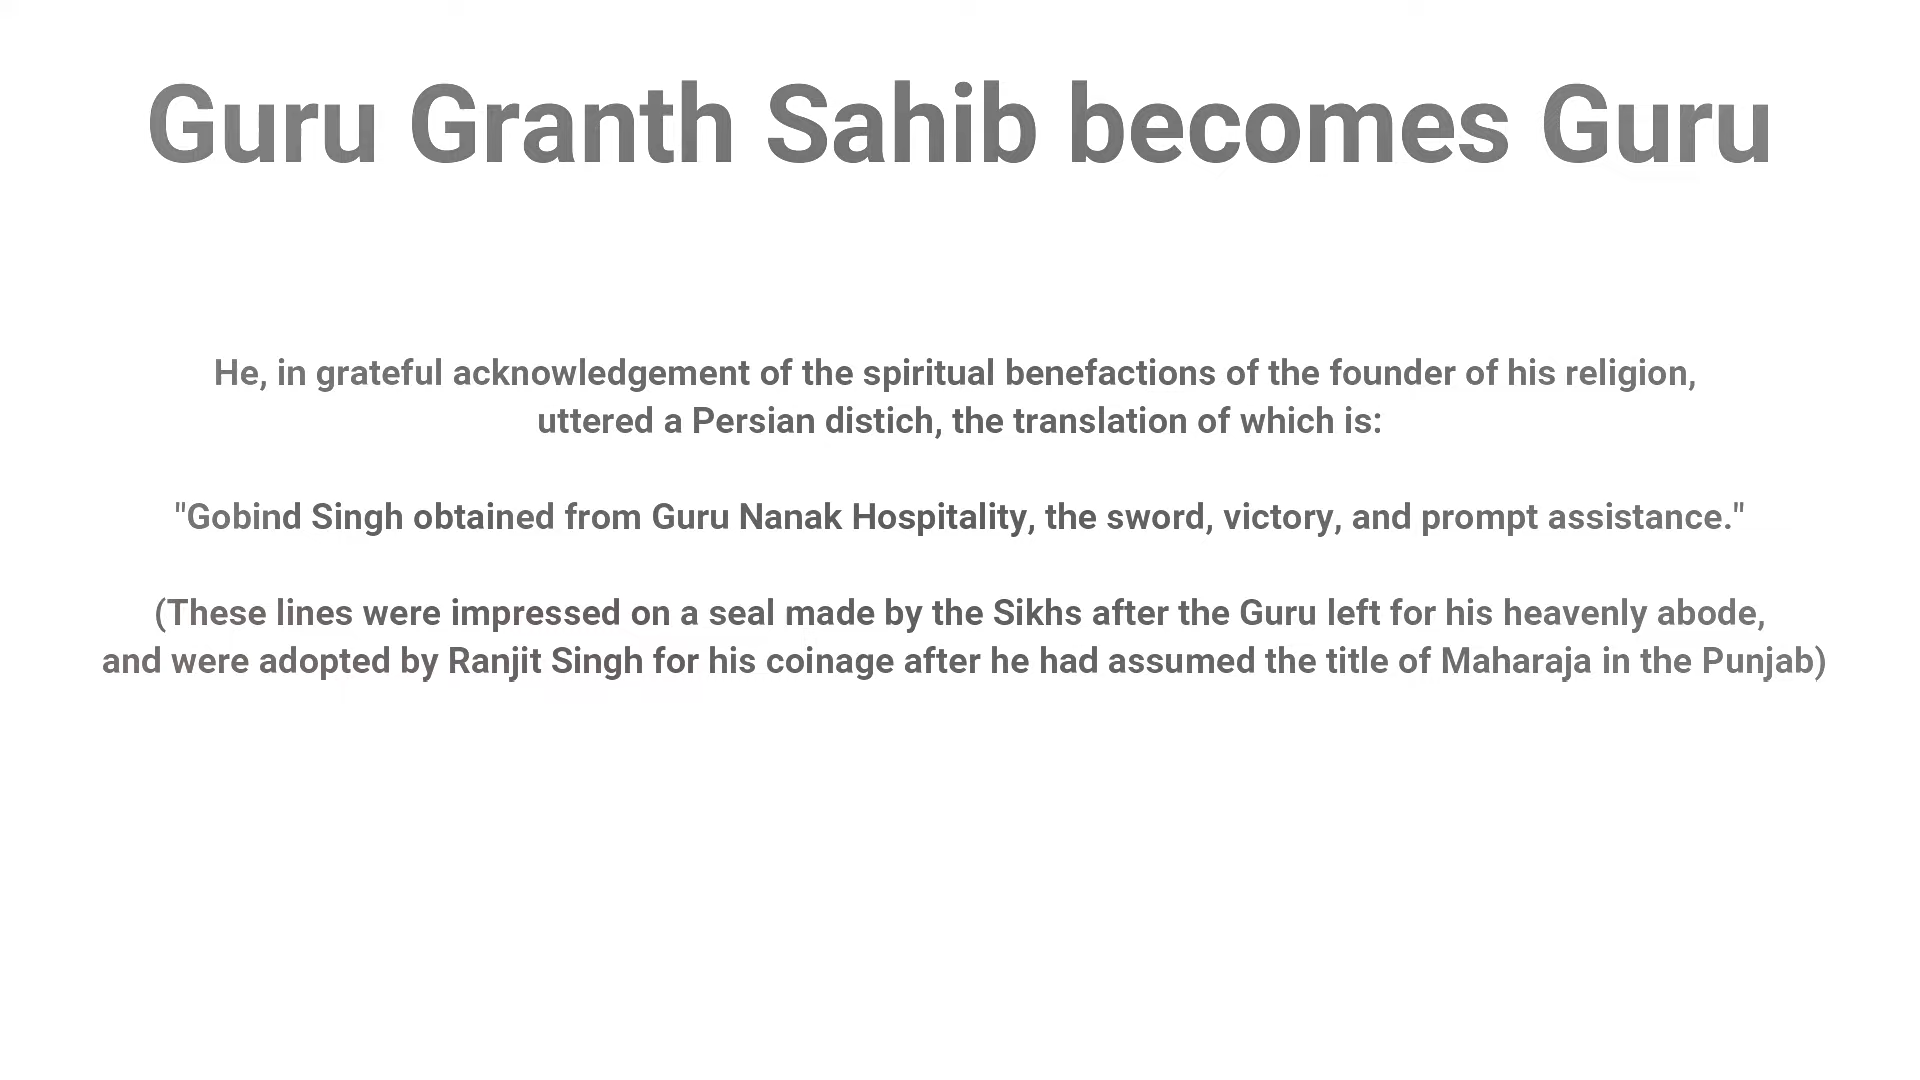 Guru Granth Sahib becomes Guru
He, in grateful acknowledgement of the spiritual benefactions of the founder of his religion,
uttered a Persian distich, the translation of which is:
"Gobind Singh obtained from Guru Nanak Hospitality, the sword, victory, and prompt assistance."
(These lines were impressed on a seal made by the Sikhs after the Guru left for his heavenly abode,
and were adopted by Ranjit Singh for his coinage after he had assumed the title of Maharaja in the Punjab)